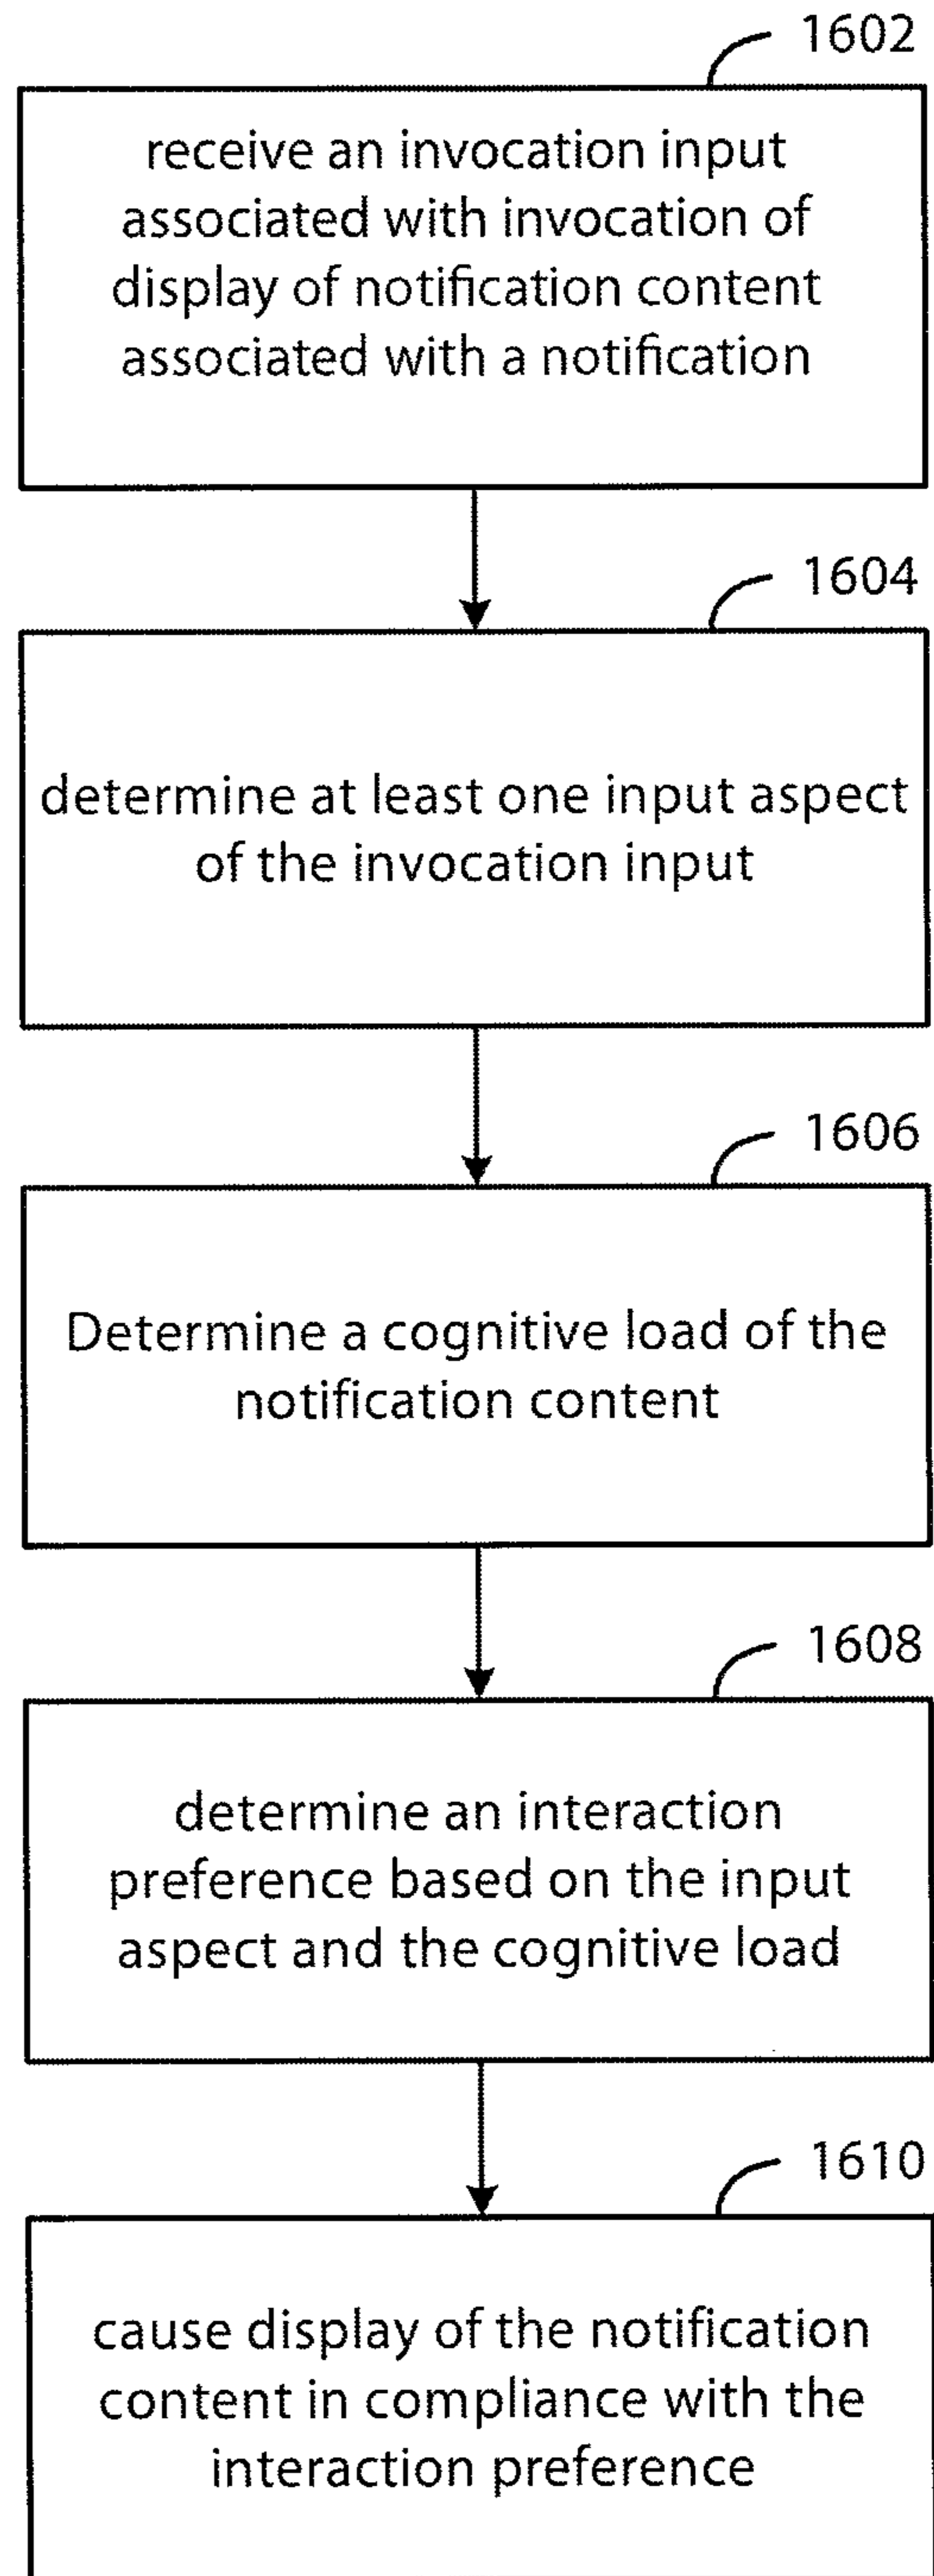 1602
receive an invocation input
associated with invocation of
display of notification content
associated with a notification
1604
determine at least one input aspect
of the invocation input
1606
Determine a cognitive load of the
notification content
1608
determine an interaction
preference based on the input
aspect and the cognitive load
1610
cause display of the notification
content in compliance with the
interaction preference